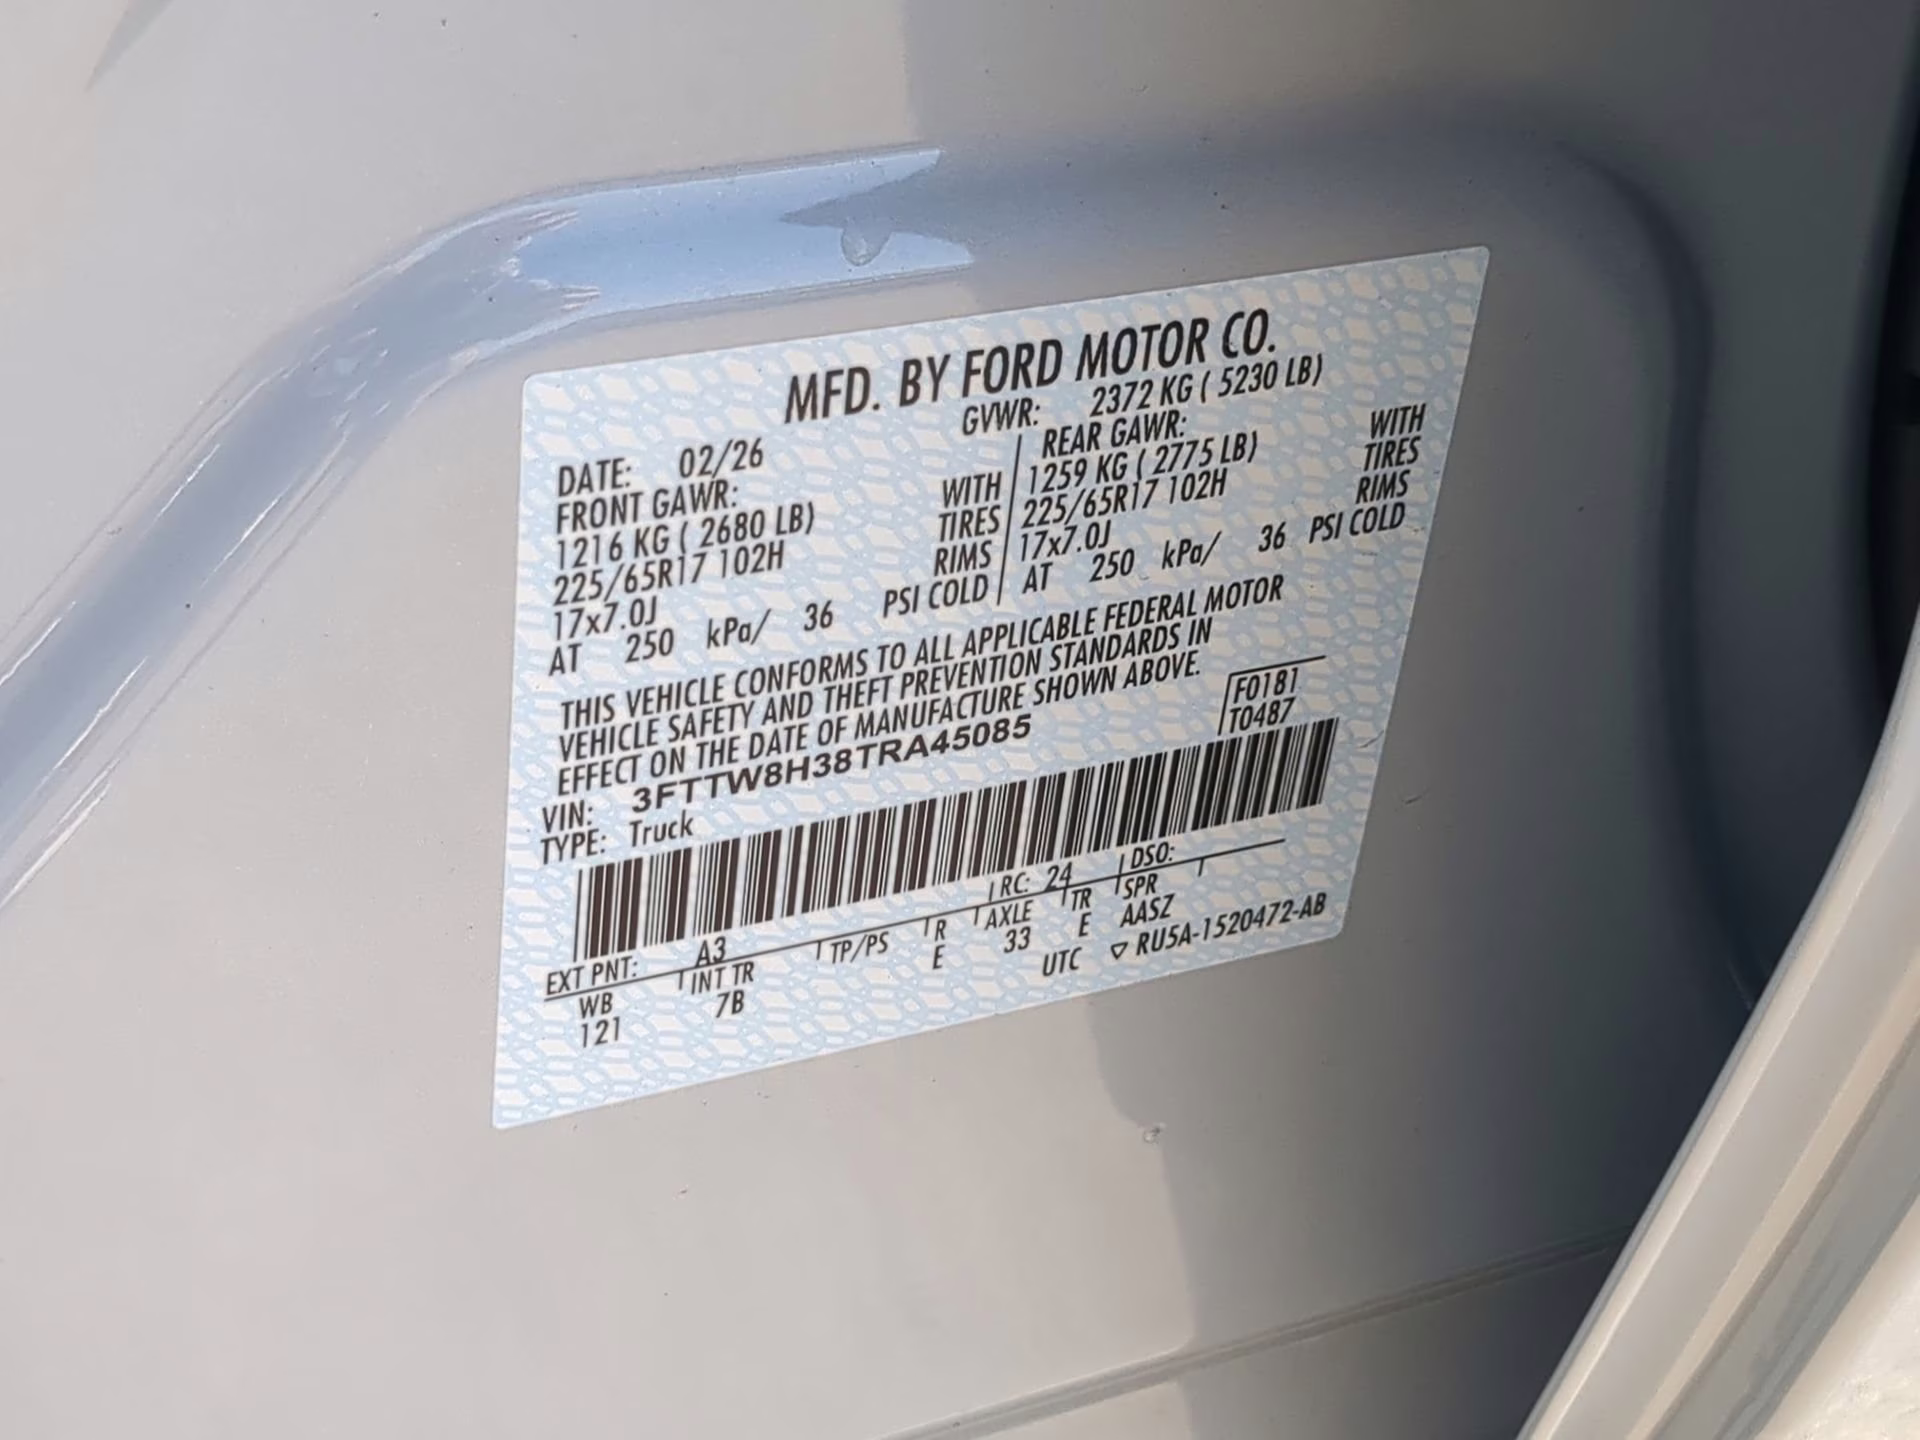 MFD. BY FORD MOTOR CO.
DATE: 02/26 GVWR: 2372 KG ( 5230 LB)
FRONT GAWR: REAR GAWR:
1216 KG ( 2680 LB) WITH 1259 KG ( 2775 LB) WITH
225/65R17 102H TIRES 225/65R17 102H TIRES
17x7.0J RIMS 17x7.0J RIMS
AT 250 kPa/ 36 PSI COLD AT 250 kPa/ 36 PSI COLD
THIS VEHICLE CONFORMS TO ALL APPLICABLE FEDERAL MOTOR
VEHICLE SAFETY AND THEFT PREVENTION STANDARDS IN
EFFECT ON THE DATE OF MANUFACTURE SHOWN ABOVE.
F0181
T0487
VIN: 3FTTW8H38TRA45085
TYPE: Truck
EXT PNT: A3 RC: 24 DSO:
WB INT TR TP/PS R AXLE TR SPR
121 7B E 33 E AASZ
UTC ▽ RU5A-1520472-AB